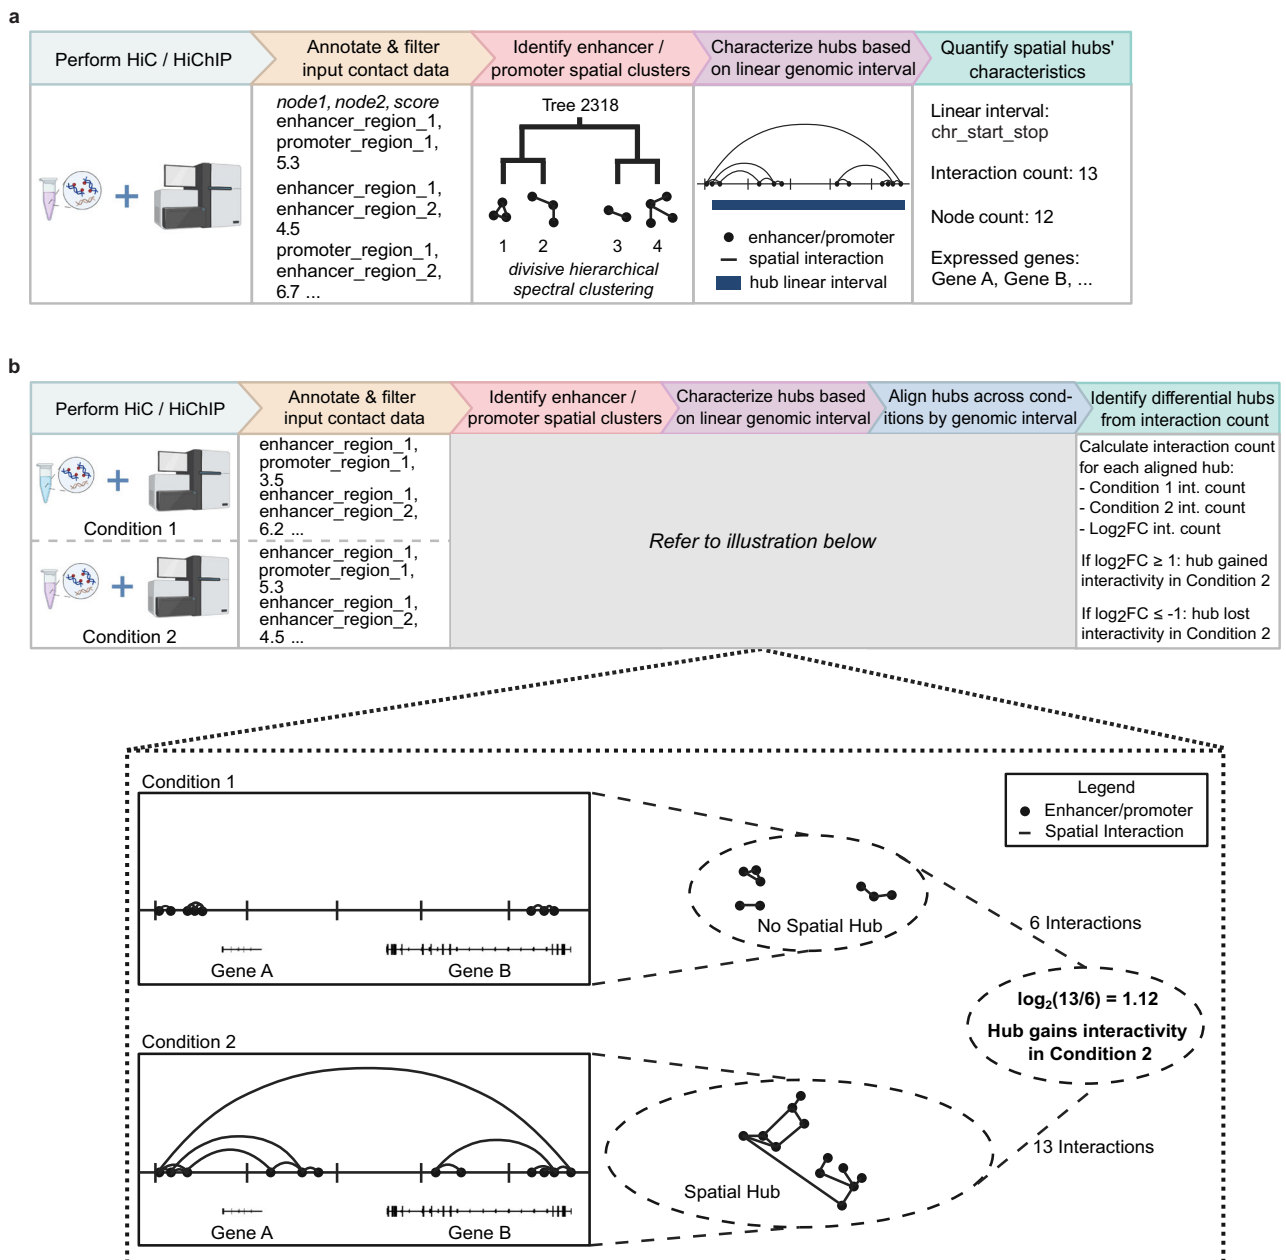 a
Perform HiC / HiChIP
Annotate & filter
input contact data
Identify enhancer /
promoter spatial clusters
Characterize hubs based
on linear genomic interval
Quantify spatial hubs'
characteristics
node1, node2, score
enhancer_region_1,
promoter_region_1,
5.3
enhancer_region_1,
enhancer_region_2,
4.5
promoter_region_1,
enhancer_region_2,
6.7 ...
Tree 2318
1 2 3 4
divisive hierarchical
spectral clustering
enhancer/promoter
spatial interaction
hub linear interval
Linear interval:
chr_start_stop
Interaction count: 13
Node count: 12
Expressed genes:
Gene A, Gene B, ...
b
Perform HiC / HiChIP
Annotate & filter
input contact data
Identify enhancer /
promoter spatial clusters
Characterize hubs based
on linear genomic interval
Align hubs across cond-
itions by genomic interval
Identify differential hubs
from interaction count
Condition 1
enhancer_region_1,
promoter_region_1,
3.5
enhancer_region_1,
enhancer_region_2,
6.2 ...
Condition 2
enhancer_region_1,
promoter_region_1,
5.3
enhancer_region_1,
enhancer_region_2,
4.5 ...
Refer to illustration below
Calculate interaction count
for each aligned hub:
- Condition 1 int. count
- Condition 2 int. count
- Log₂FC int. count
If log₂FC ≥ 1: hub gained
interactivity in Condition 2
If log₂FC ≤ -1: hub lost
interactivity in Condition 2
Condition 1
Gene A
Gene B
No Spatial Hub
Legend
Enhancer/promoter
Spatial Interaction
6 Interactions
log₂(13/6) = 1.12
Hub gains interactivity
in Condition 2
Condition 2
Gene A
Gene B
Spatial Hub
13 Interactions